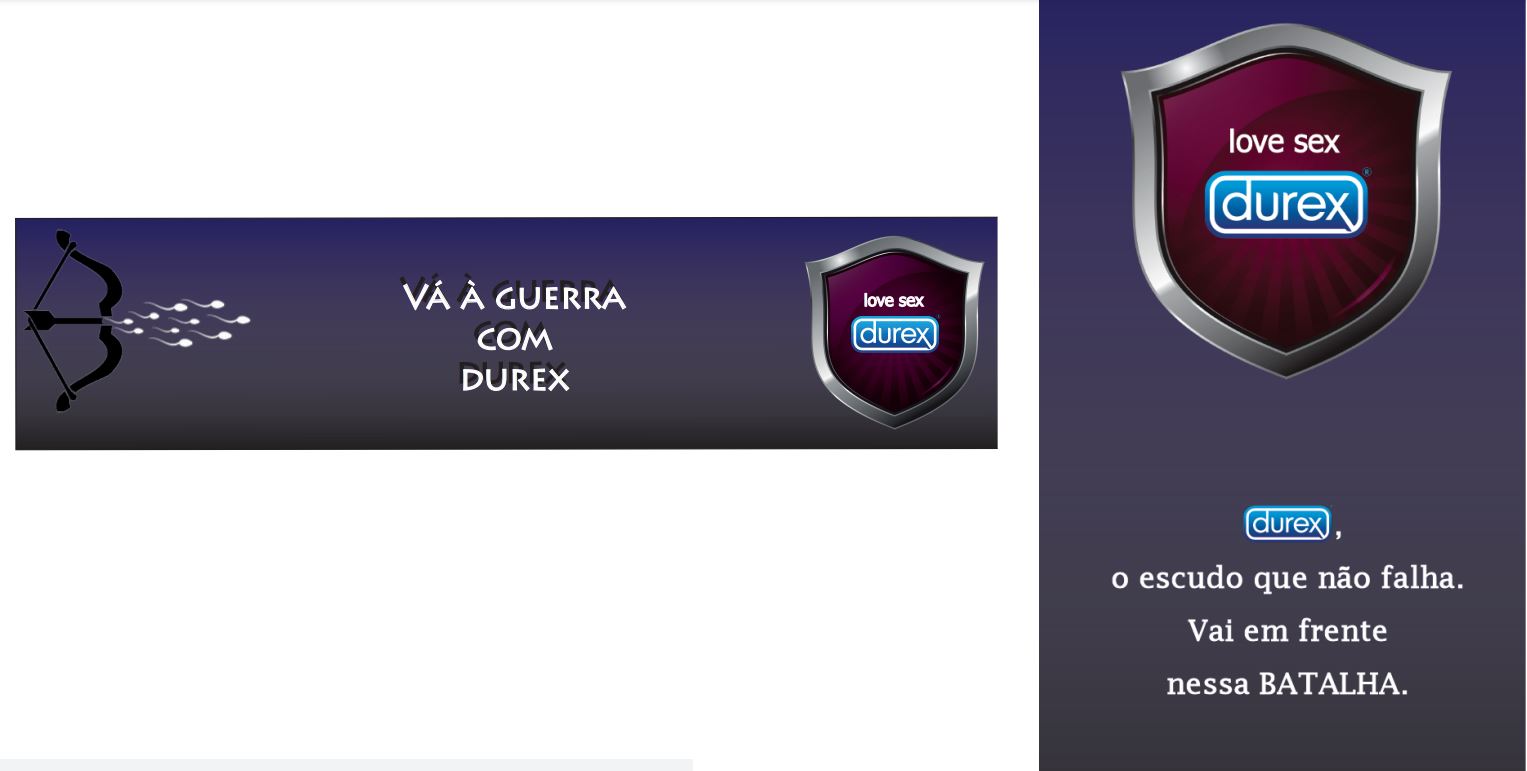 VÁ À GUERRA
COM
DUREX
love sex
durex
love sex
durex®
durex,
o escudo que não falha.
Vai em frente
nessa BATALHA.